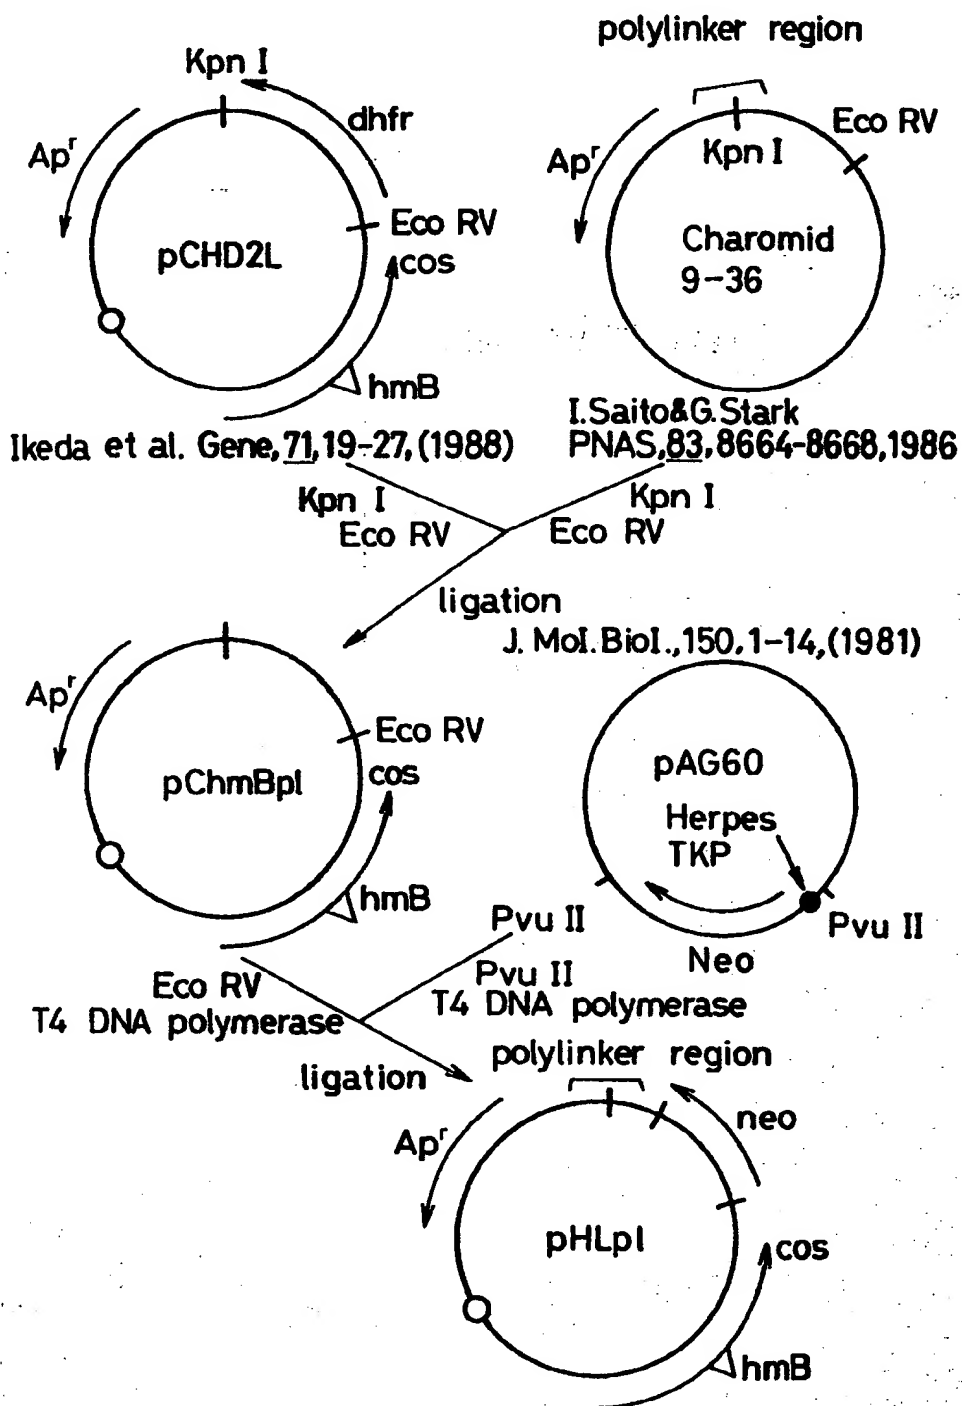 polylinker region
Kpn I
dhfr
Apr
Eco RV
pCHD2L
cos
hmB
Eco RV
Kpn I
Apr
Charomid
9-36
Ikeda et al. Gene, 71, 19-27, (1988)
I.Saito&G.Stark
PNAS, 83, 8664-8668, 1986
Kpn I
Eco RV
Kpn I
Eco RV
ligation
J. Mol. Biol., 150, 1-14, (1981)
Apr
Eco RV
pChmBpl
cos
hmB
pAG60
Herpes
TKP
Pvu II
Pvu II
Neo
Eco RV
T4 DNA polymerase
Pvu II
T4 DNA polymerase
ligation
polylinker region
neo
Apr
pHLpl
cos
hmB